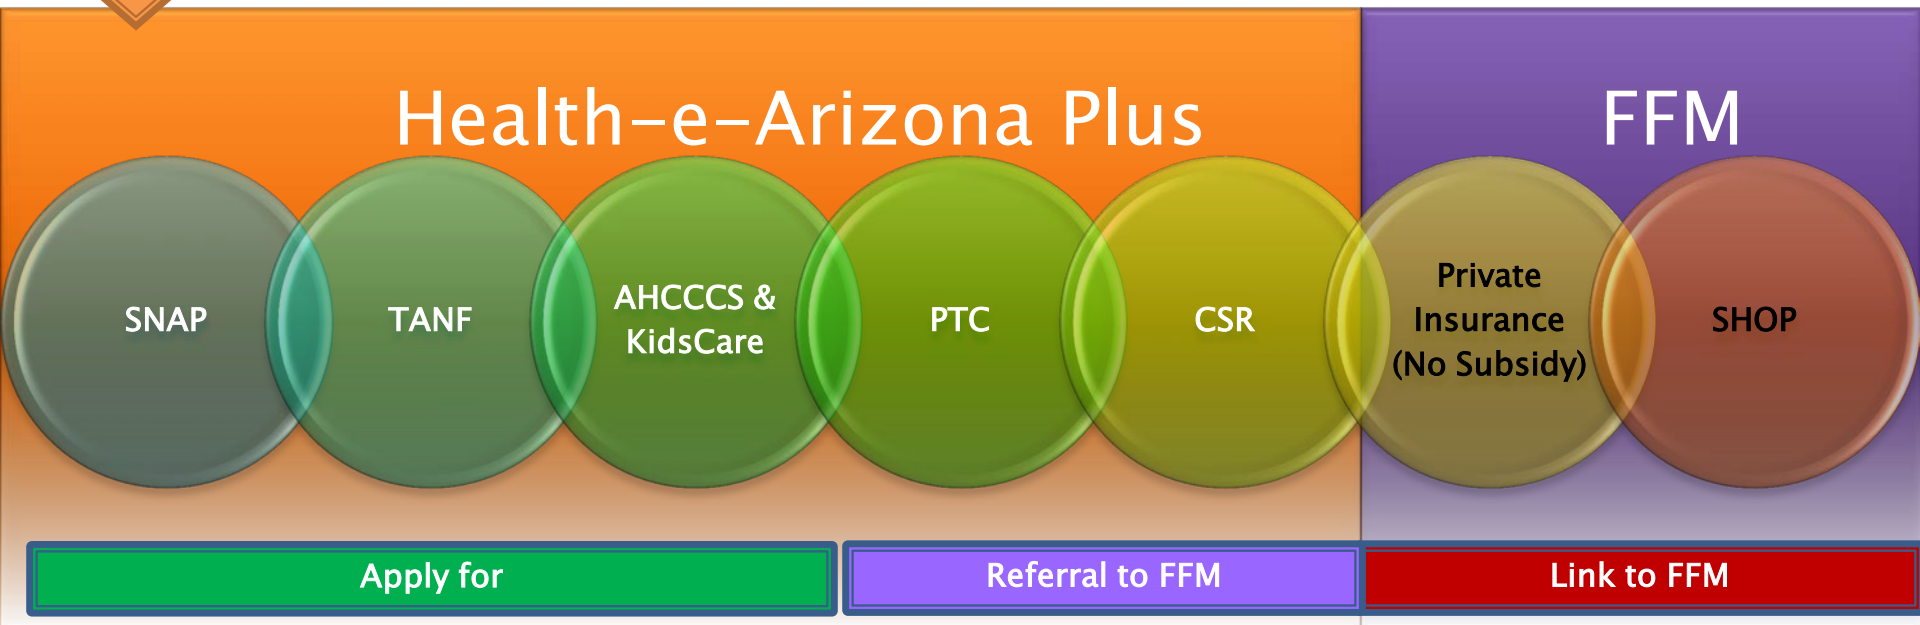 Health-e-Arizona Plus
FFM
SNAP
TANF
AHCCCS &
KidsCare
PTC
CSR
Private
Insurance
(No Subsidy)
SHOP
Apply for
Referral to FFM
Link to FFM